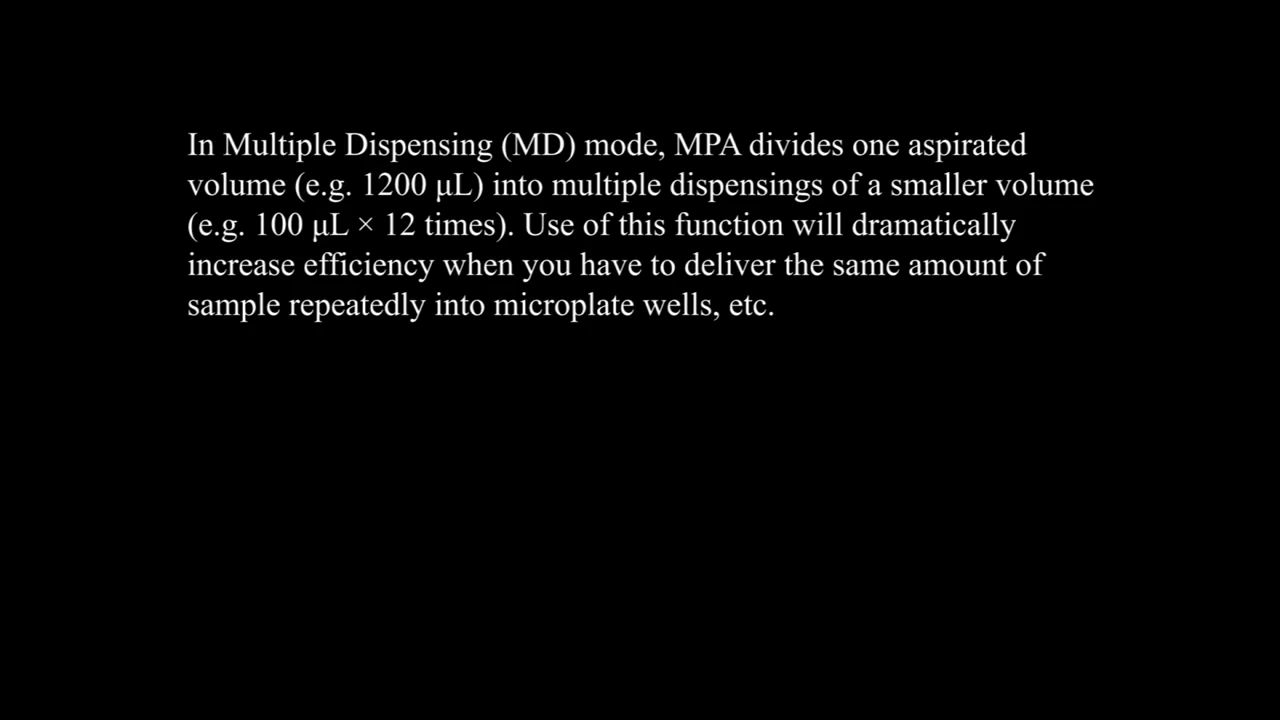 In Multiple Dispensing (MD) mode, MPA divides one aspirated
volume (e.g. 1200 μL) into multiple dispensings of a smaller volume
(e.g. 100 μL × 12 times). Use of this function will dramatically
increase efficiency when you have to deliver the same amount of
sample repeatedly into microplate wells, etc.